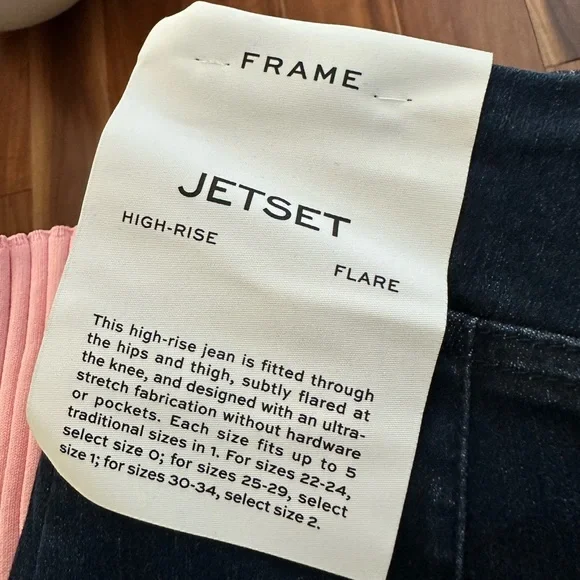 FRAME
JETSET
HIGH-RISE
FLARE
This high-rise jean is fitted through
the hips and thigh, subtly flared at
the knee, and designed with an ultra-
stretch fabrication without hardware
or pockets. Each size fits up to 5
traditional sizes in 1. For sizes 22-24,
select size 0; for sizes 25-29, select
size 1; for sizes 30-34, select size 2.